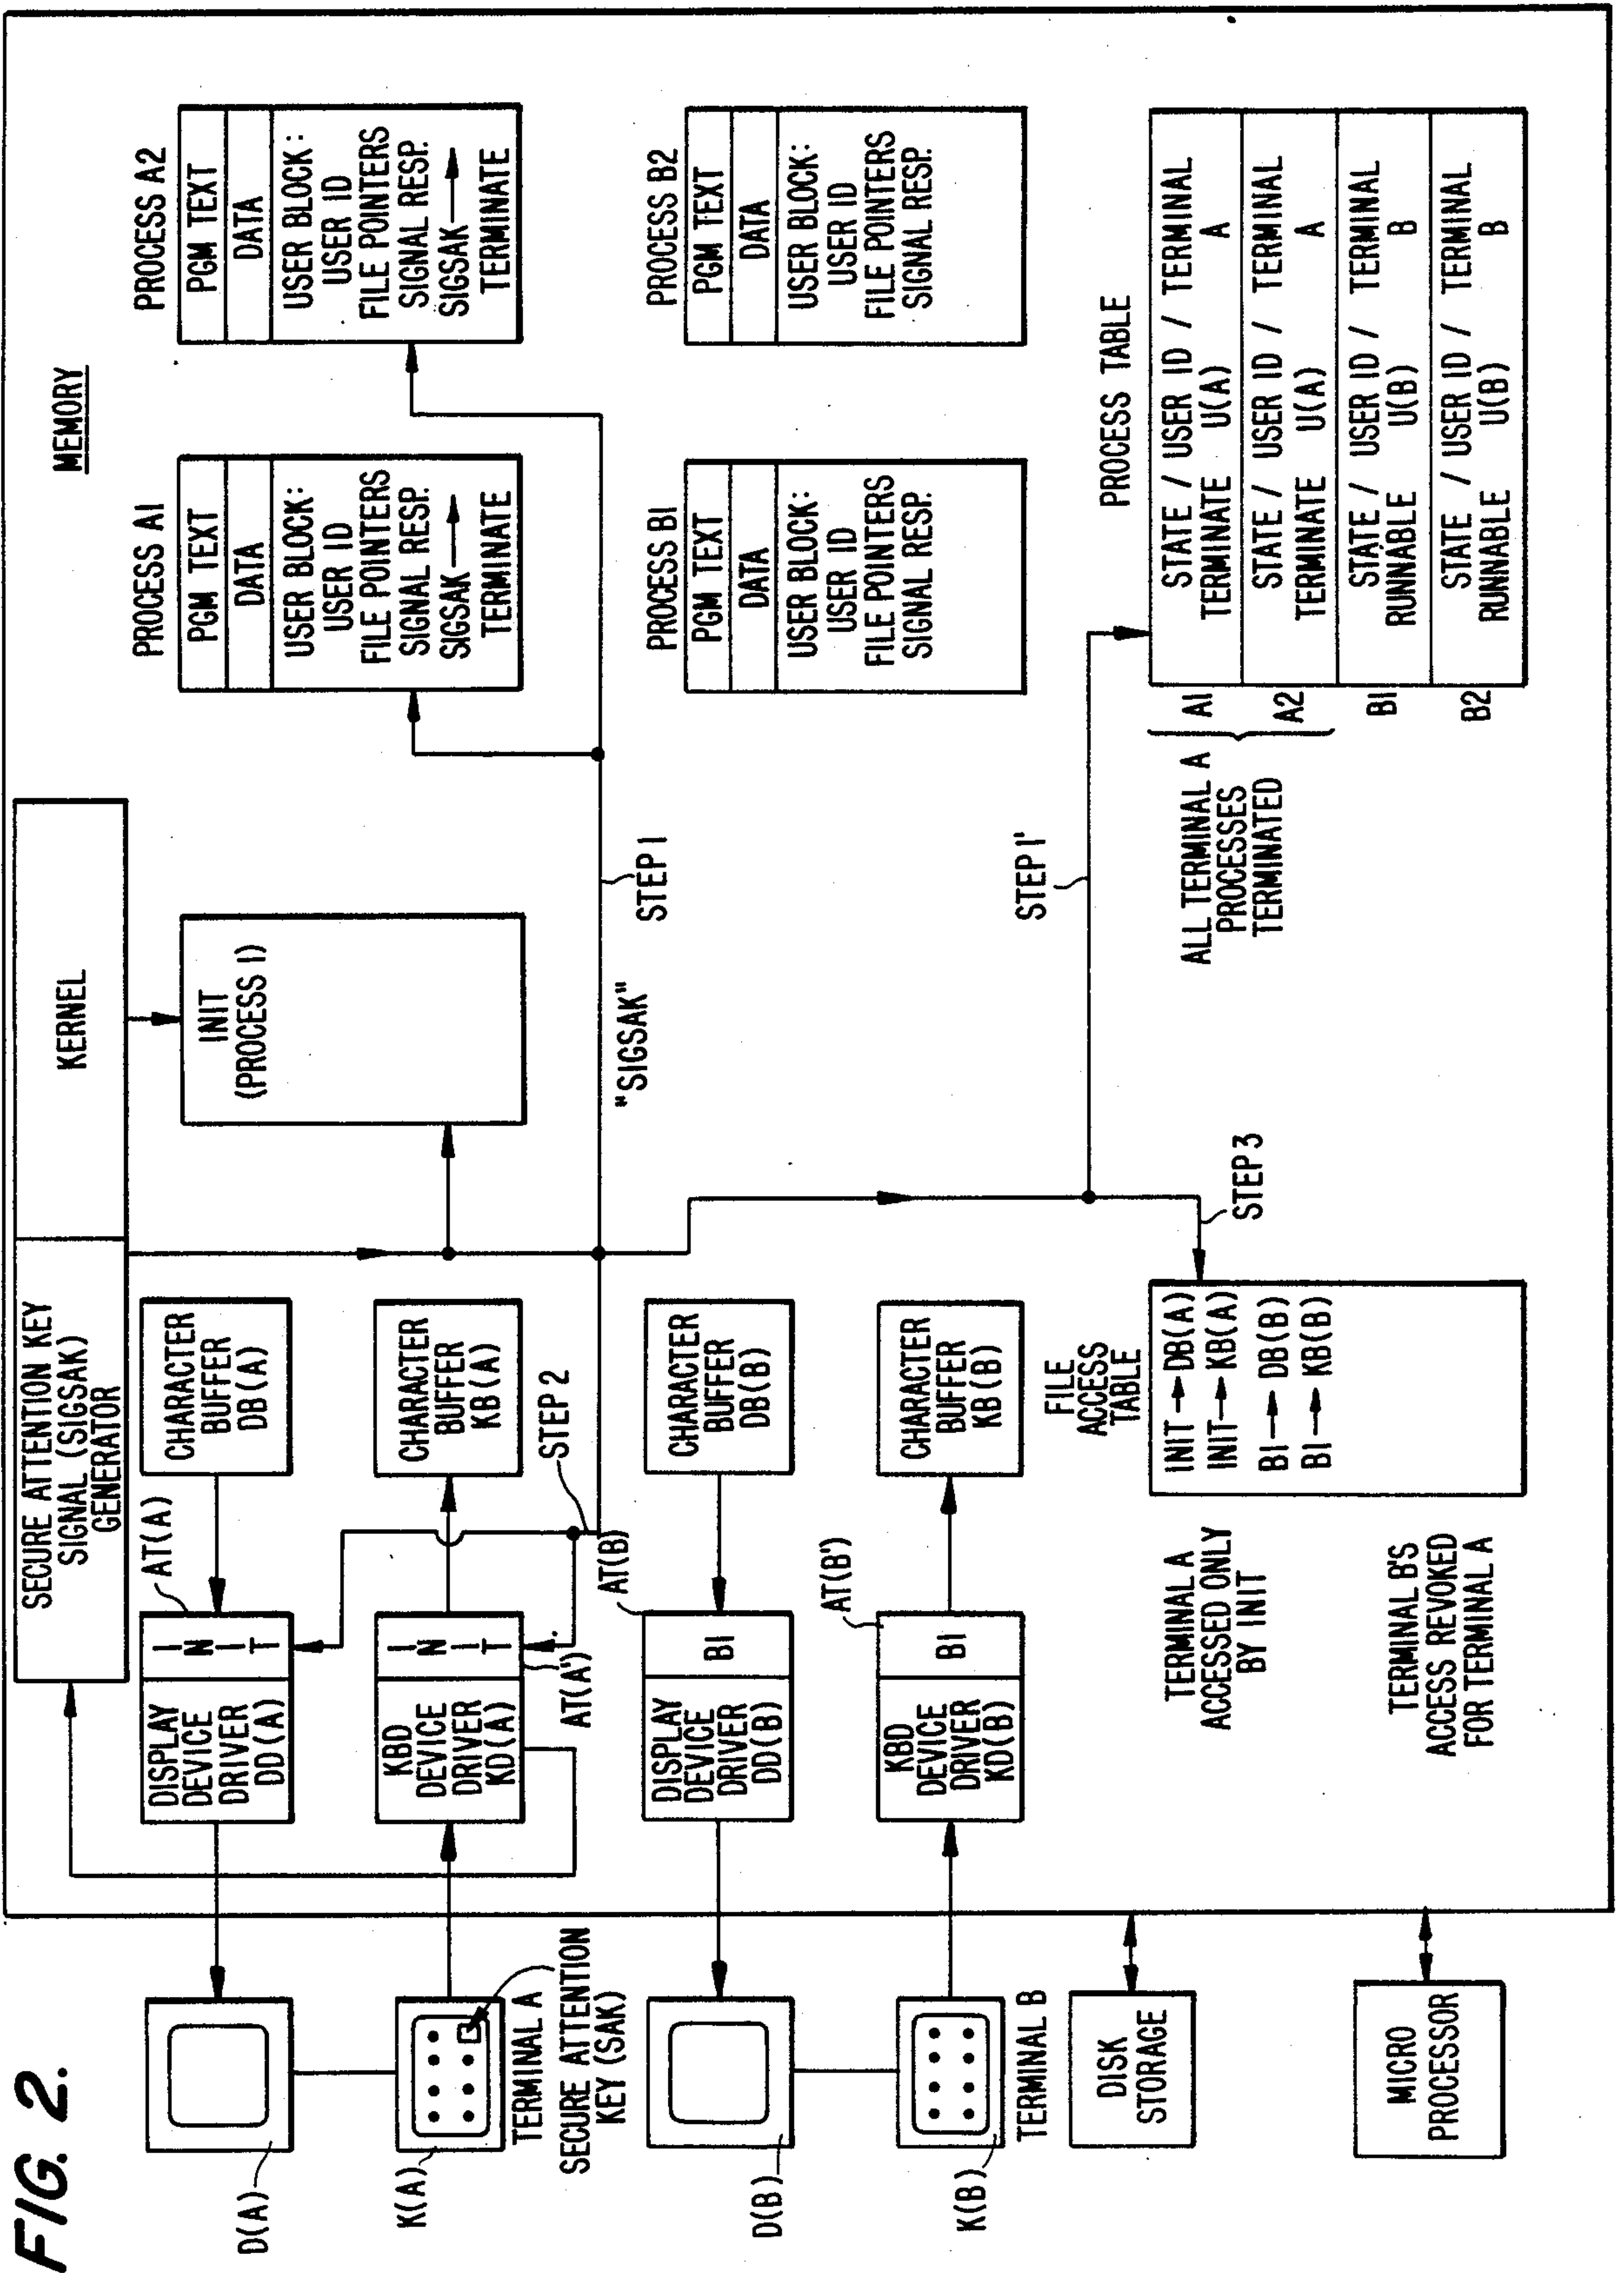 FIG. 2.
MEMORY
SECURE ATTENTION KEY
SIGNAL (SIGSAK)
GENERATOR
KERNEL
D(A)
K(A)
TERMINAL A
SECURE ATTENTION
KEY (SAK)
DISPLAY
DEVICE
DRIVER
DD(A)
INIT
AT(A)
CHARACTER
BUFFER
DB(A)
KBD
DEVICE
DRIVER
KD(A)
INIT
AT(A')
CHARACTER
BUFFER
KB(A)
STEP 2
INIT
(PROCESS 1)
"SIGSAK"
STEP 1
PROCESS A1
PGM TEXT
DATA
USER BLOCK:
USER ID
FILE POINTERS
SIGNAL RESP.
SIGSAK→
TERMINATE
PROCESS A2
PGM TEXT
DATA
USER BLOCK:
USER ID
FILE POINTERS
SIGNAL RESP.
SIGSAK→
TERMINATE
D(B)
K(B)
TERMINAL B
DISPLAY
DEVICE
DRIVER
DD(B)
B1
AT(B)
CHARACTER
BUFFER
DB(B)
KBD
DEVICE
DRIVER
KD(B)
B1
AT(B')
CHARACTER
BUFFER
KB(B)
PROCESS B1
PGM TEXT
DATA
USER BLOCK:
USER ID
FILE POINTERS
SIGNAL RESP.
PROCESS B2
PGM TEXT
DATA
USER BLOCK:
USER ID
FILE POINTERS
SIGNAL RESP.
DISK
STORAGE
MICRO
PROCESSOR
TERMINAL A
ACCESSED ONLY
BY INIT
TERMINAL B'S
ACCESS REVOKED
FOR TERMINAL A
FILE
ACCESS
TABLE
INIT→DB(A)
INIT→KB(A)
B1→DB(B)
B1→KB(B)
STEP 3
STEP 1'
ALL TERMINAL A
PROCESSES
TERMINATED
PROCESS TABLE
A1
STATE / USER ID / TERMINAL
TERMINATE U(A) A
A2
STATE / USER ID / TERMINAL
TERMINATE U(A) A
B1
STATE / USER ID / TERMINAL
RUNNABLE U(B) B
B2
STATE / USER ID / TERMINAL
RUNNABLE U(B) B